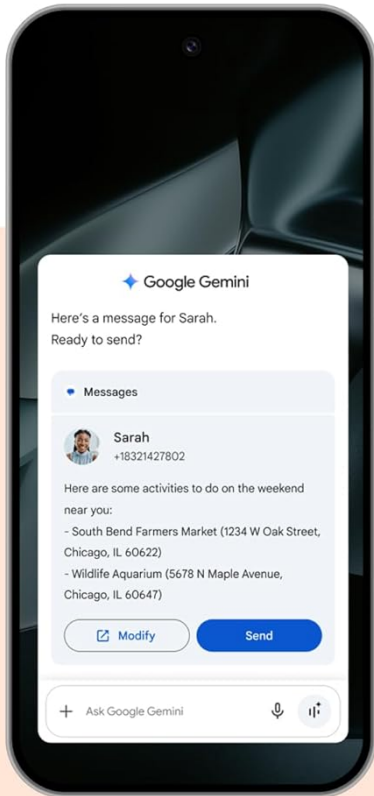 Google Gemini
Here's a message for Sarah.
Ready to send?
Messages
Sarah
+18321427802
Here are some activities to do on the weekend
near you:
- South Bend Farmers Market (1234 W Oak Street,
Chicago, IL 60622)
- Wildlife Aquarium (5678 N Maple Avenue,
Chicago, IL 60647)
Modify
Send
Ask Google Gemini